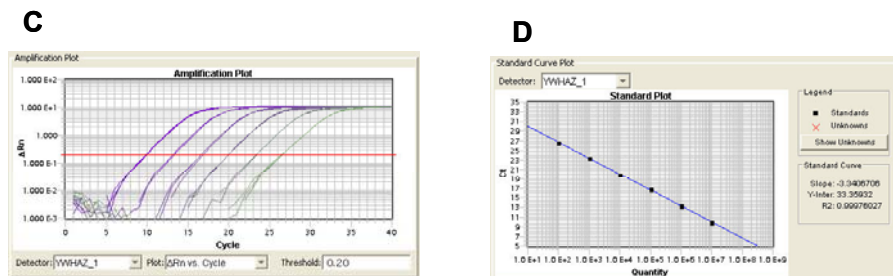 C
Amplification Plot
Amplification Plot
1.000 E+2
1.000 E+1
1.000
1.000 E-1
1.000 E-2
1.000 E-3
ΔRn
0 5 10 15 20 25 30 35 40
Cycle
Detector: YWHAZ_1 Plot: ΔRn vs. Cycle Threshold: 0.20
D
Standard Curve Plot
Detector: YWHAZ_1
Standard Plot
35
33
31
29
27
25
23
21
19
17
15
13
11
9
7
5
Ct
1.0 E+1 1.0 E+2 1.0 E+3 1.0 E+4 1.0 E+5 1.0 E+6 1.0 E+7 1.0 E+8 1.0 E+9
Quantity
Legend
Standards
Unknowns
Show Unknowns
Standard Curve
Slope: -3.3406706
Y-Inter: 33.35932
R2: 0.99976027